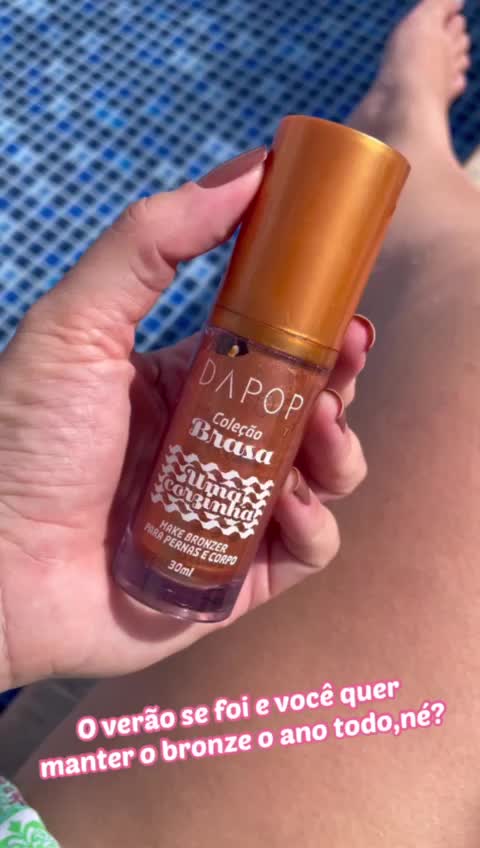 DAPOP
Coleção
Brasa
Uma
Corzinha
MAKE BRONZER
PARA PERNAS E CORPO
30ml
O verão se foi e você quer
manter o bronze o ano todo,né?